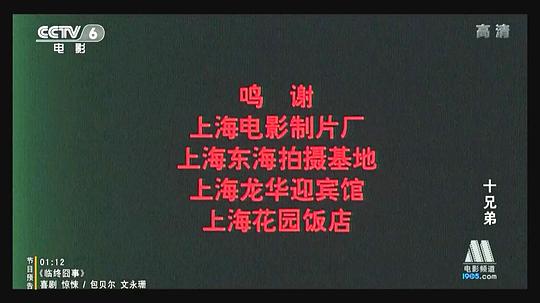 CCTV 6
电影
高清
鸣 谢
上海电影制片厂
上海东海拍摄基地
上海龙华迎宾馆
上海花园饭店
十兄弟
节目预告
01:12
《临终囧事》
喜剧 惊悚 / 包贝尔 文永珊
电影频道
1905.com